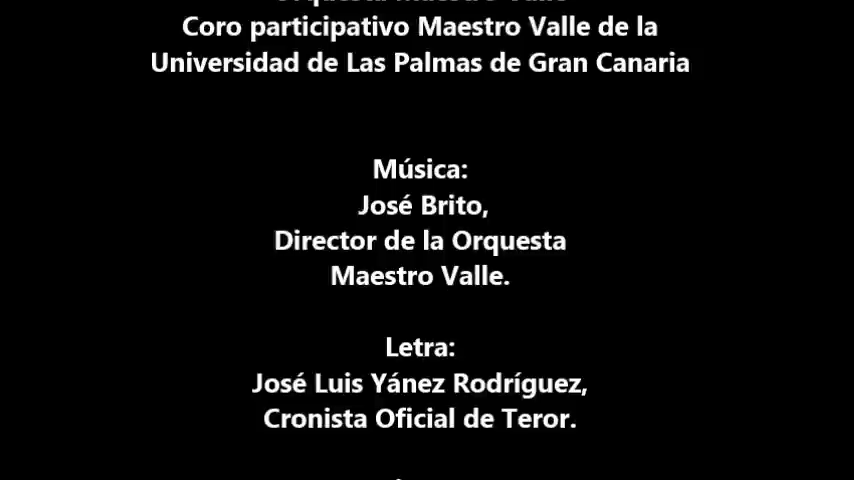 Coro participativo Maestro Valle de la
Universidad de Las Palmas de Gran Canaria
Música:
José Brito,
Director de la Orquesta
Maestro Valle.
Letra:
José Luis Yánez Rodríguez,
Cronista Oficial de Teror.